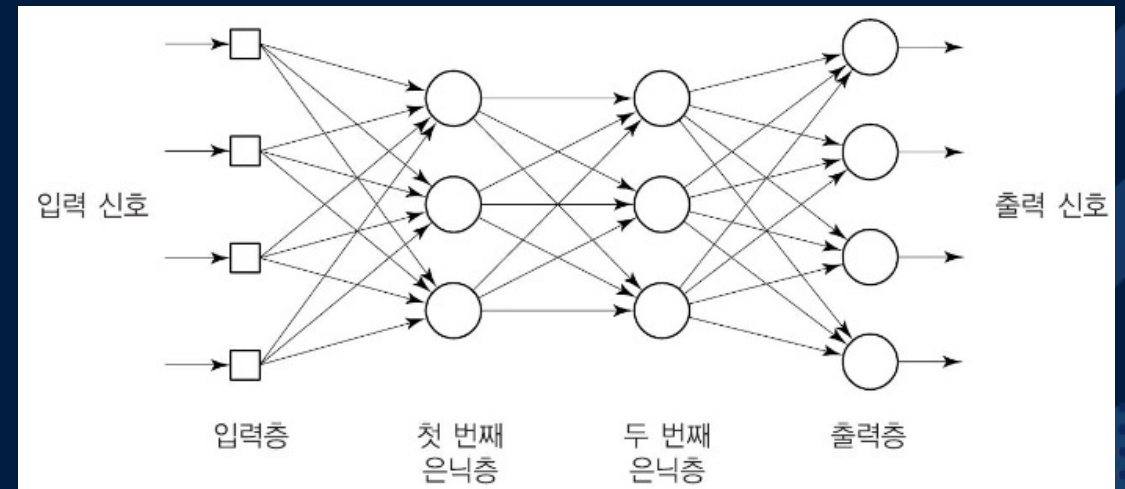 입력 신호
출력 신호
입력층
첫 번째
은닉층
두 번째
은닉층
출력층